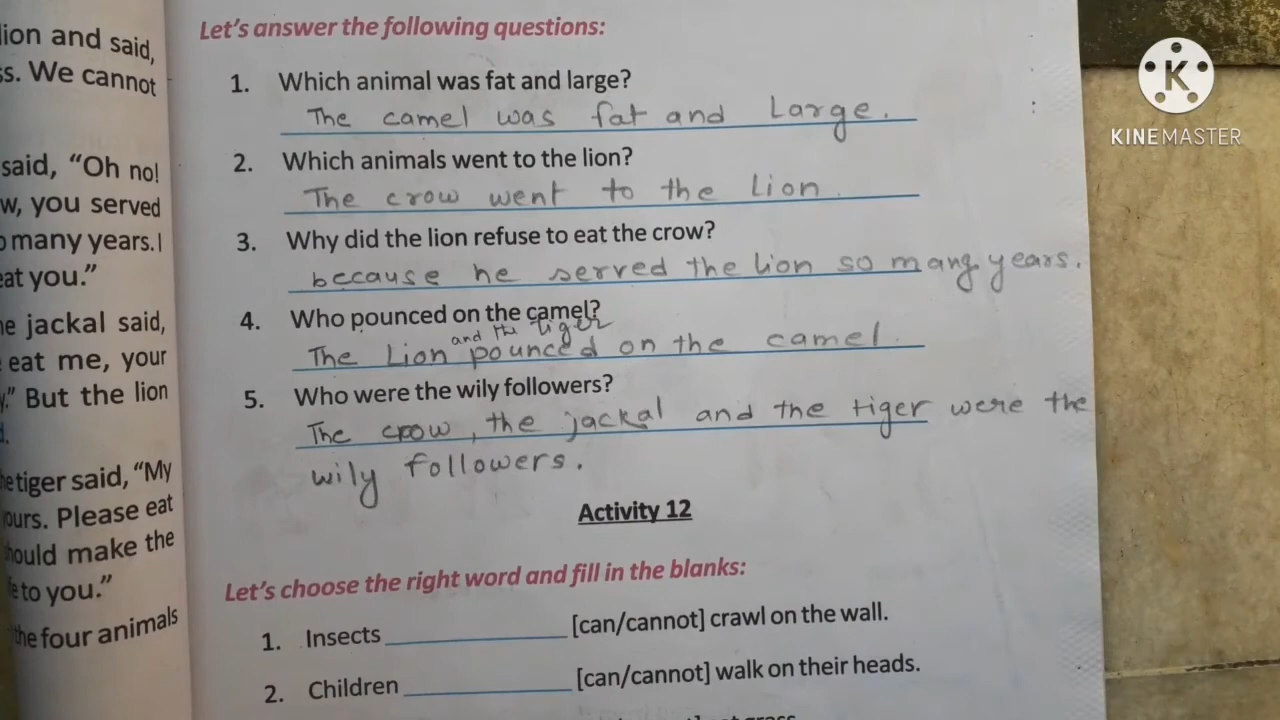 lion and said,
ss. We cannot
said, "Oh no!
w, you served
o many years. I
eat you."
he jackal said,
eat me, your
y." But the lion
d.
he tiger said, "My
ours. Please eat
should make the
fe to you."
the four animals
Let's answer the following questions:
1. Which animal was fat and large?
The camel was fat and Large.
2. Which animals went to the lion?
The crow went to the Lion.
3. Why did the lion refuse to eat the crow?
because he served the lion so many years.
4. Who pounced on the camel?
and the tiger
The Lion pounced on the camel.
5. Who were the wily followers?
The crow, the jackal and the tiger were the
wily followers.
Activity 12
Let's choose the right word and fill in the blanks:
1. Insects [can/cannot] crawl on the wall.
2. Children [can/cannot] walk on their heads.
K
KINEMASTER